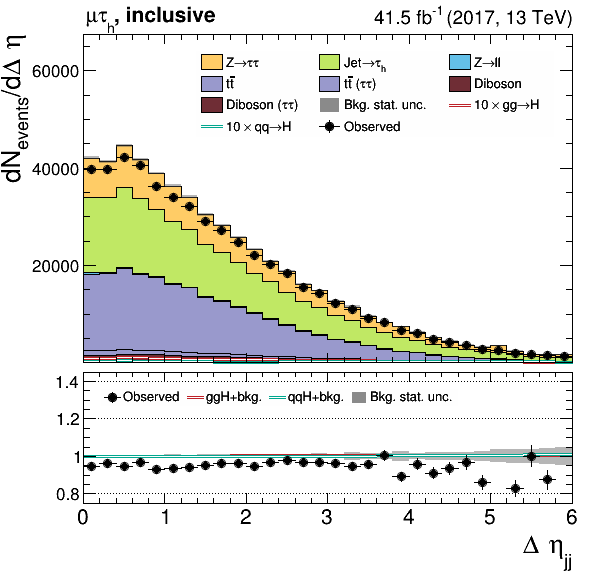 μτh, inclusive 41.5 fb⁻¹ (2017, 13 TeV)
dNevents/dΔ η
60000
40000
20000
Z→ττ Jet→τh Z→ll
tt̄ tt̄ (ττ) Diboson
Diboson (ττ) Bkg. stat. unc. 10 × gg→H
10 × qq→H Observed
1.4
1.2
1
0.8
Observed ggH+bkg. qqH+bkg. Bkg. stat. unc.
0 1 2 3 4 5 6
Δ ηjj